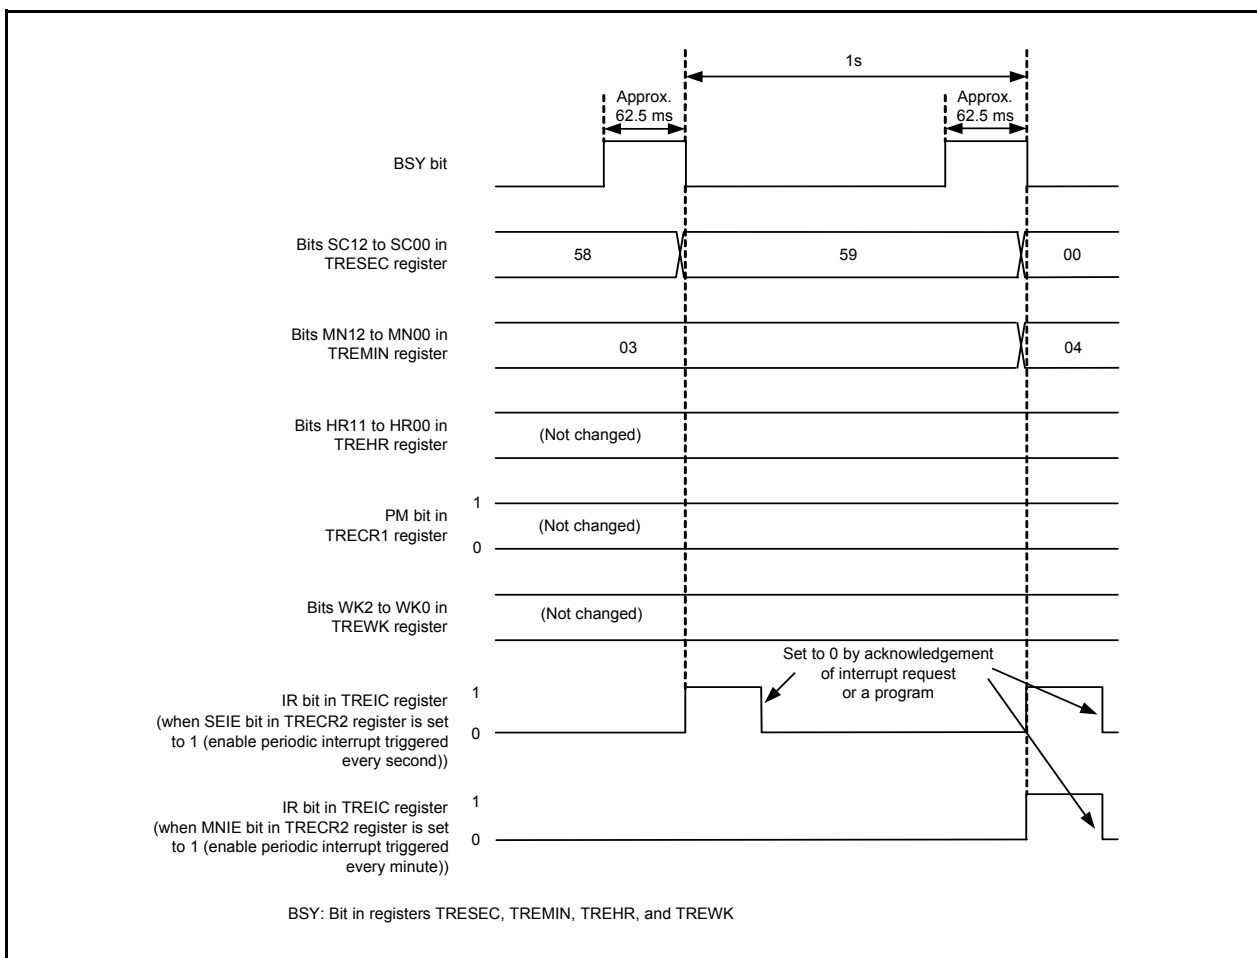 1s
Approx.
62.5 ms
Approx.
62.5 ms
BSY bit
Bits SC12 to SC00 in
TRESEC register
58
59
00
Bits MN12 to MN00 in
TREMIN register
03
04
Bits HR11 to HR00 in
TREHR register
(Not changed)
PM bit in
TRECR1 register
1
0
(Not changed)
Bits WK2 to WK0 in
TREWK register
(Not changed)
Set to 0 by acknowledgement
of interrupt request
or a program
IR bit in TREIC register
(when SEIE bit in TRECR2 register is set
to 1 (enable periodic interrupt triggered
every second))
1
0
IR bit in TREIC register
(when MNIE bit in TRECR2 register is set
to 1 (enable periodic interrupt triggered
every minute))
1
0
BSY: Bit in registers TRESEC, TREMIN, TREHR, and TREWK